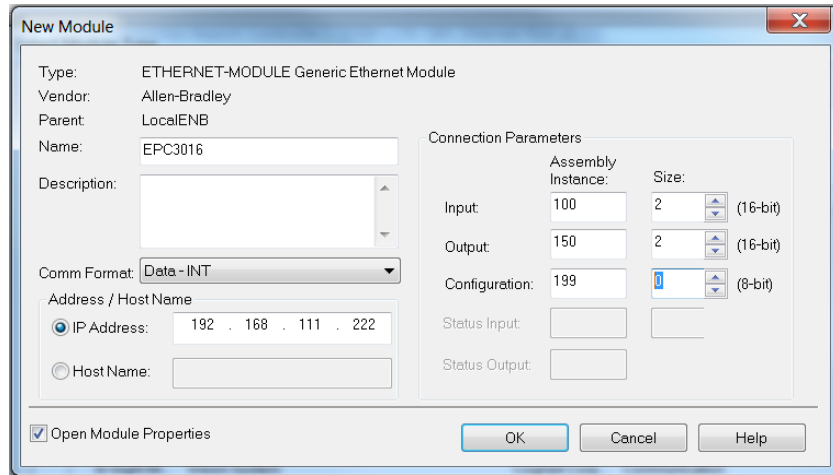 New Module
Type: ETHERNET-MODULE Generic Ethernet Module
Vendor: Allen-Bradley
Parent: LocalENB
Name: EPC3016
Description:
Comm Format: Data - INT
Address / Host Name
IP Address: 192 . 168 . 111 . 222
Host Name:
Connection Parameters
Assembly Instance: Size:
Input: 100 2 (16-bit)
Output: 150 2 (16-bit)
Configuration: 199 0 (8-bit)
Status Input:
Status Output:
Open Module Properties
OK Cancel Help